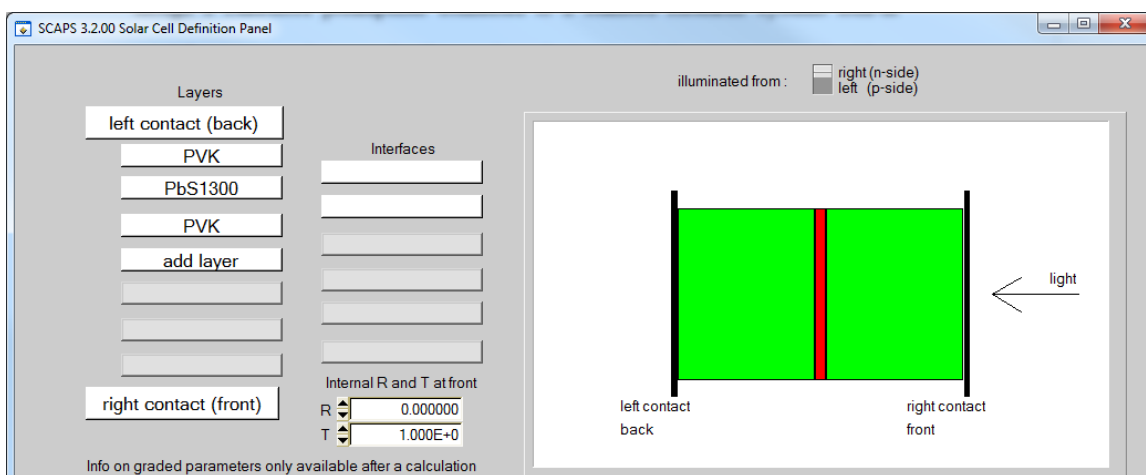 SCAPS 3.2.00 Solar Cell Definition Panel
illuminated from :
right (n-side)
left (p-side)
Layers
left contact (back)
PVK
PbS1300
PVK
add layer
right contact (front)
Interfaces
Internal R and T at front
R 0.000000
T 1.000E+0
Info on graded parameters only available after a calculation
light
left contact
back
right contact
front